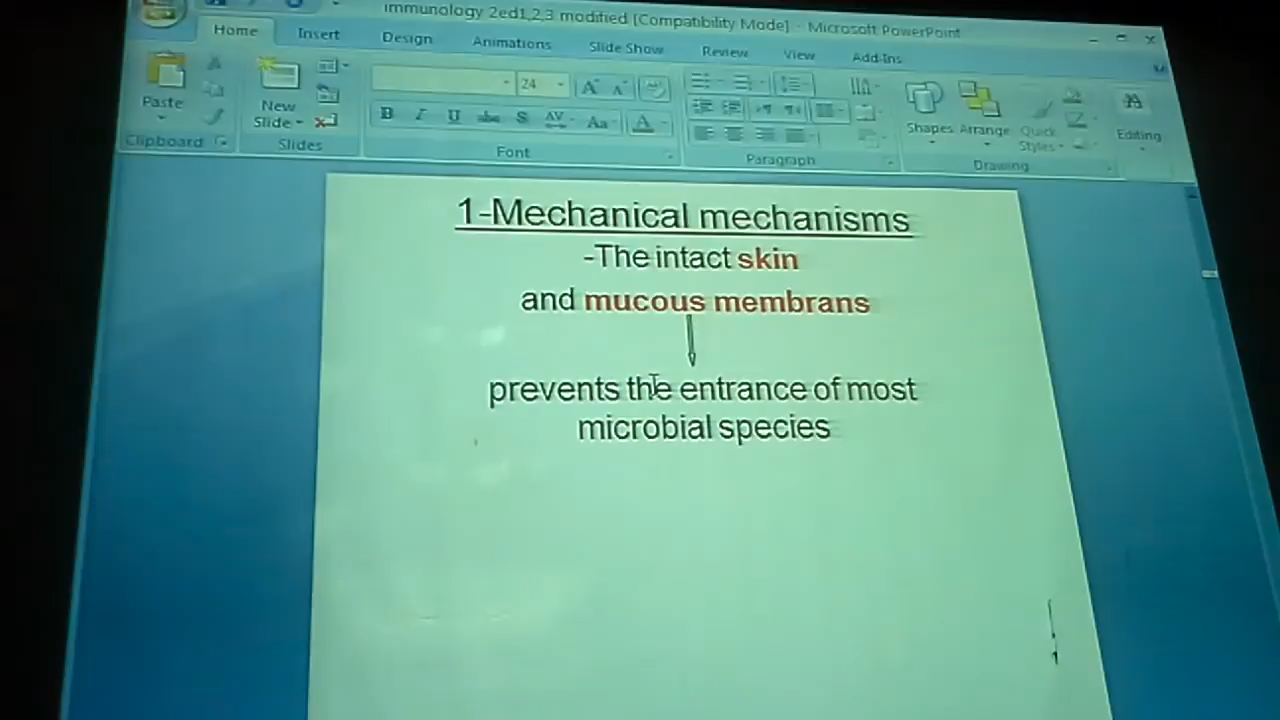 immunology 2ed1,2,3 modified [Compatibility Mode] - Microsoft PowerPoint
Home Insert Design Animations Slide Show Review View Add-Ins
24
Paste New Slide Shapes Arrange Quick Styles Editing
B I U abc S AV Aa A
Clipboard Slides Font Paragraph Drawing
1-Mechanical mechanisms
-The intact skin
and mucous membrans
prevents the entrance of most
microbial species